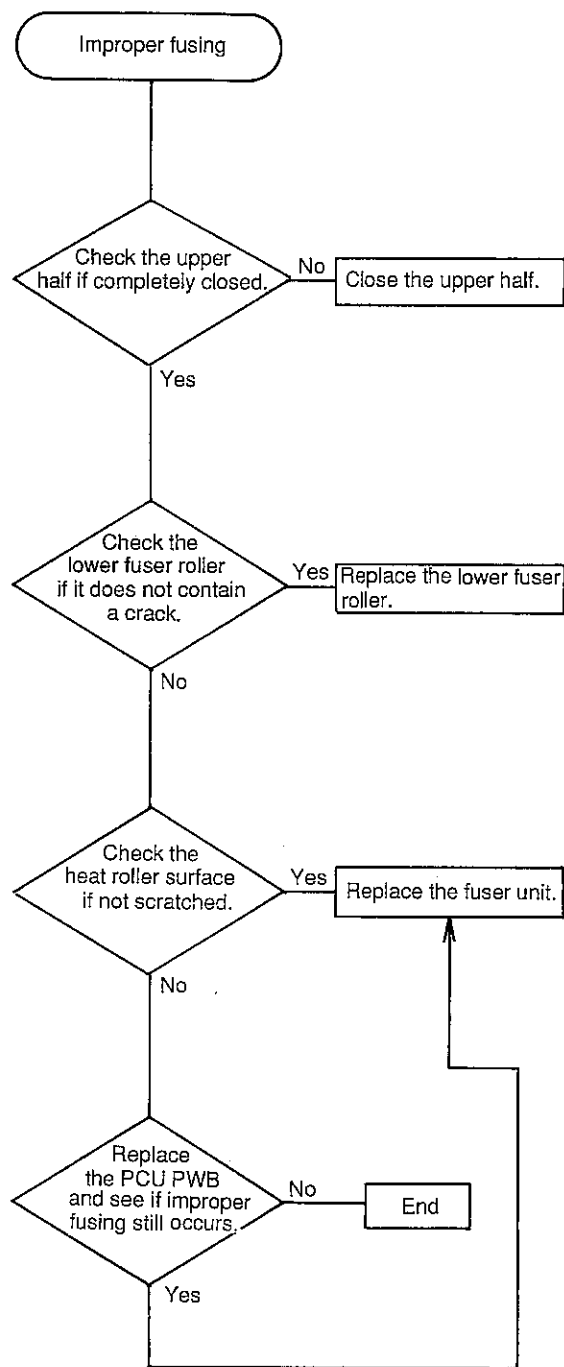 Improper fusing
Check the upper
half if completely closed.
No
Close the upper half.
Yes
Check the
lower fuser roller
if it does not contain
a crack.
Yes
Replace the lower fuser
roller.
No
Check the
heat roller surface
if not scratched.
Yes
Replace the fuser unit.
No
Replace
the PCU PWB
and see if improper
fusing still occurs.
No
End
Yes